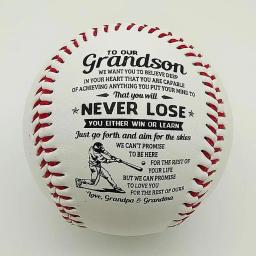 TO OUR
Grandson
WE WANT YOU TO BELIEVE DEEP
IN YOUR HEART THAT YOU ARE CAPABLE
OF ACHIEVING ANYTHING YOU PUT YOUR MIND TO
That you will
NEVER LOSE
YOU EITHER WIN OR LEARN
Just go forth and aim for the skies
WE CAN'T PROMISE
TO BE HERE
FOR THE REST OF
YOUR LIFE
BUT WE CAN PROMISE
TO LOVE YOU
FOR THE REST OF OURS
Love, Grandpa & Grandma